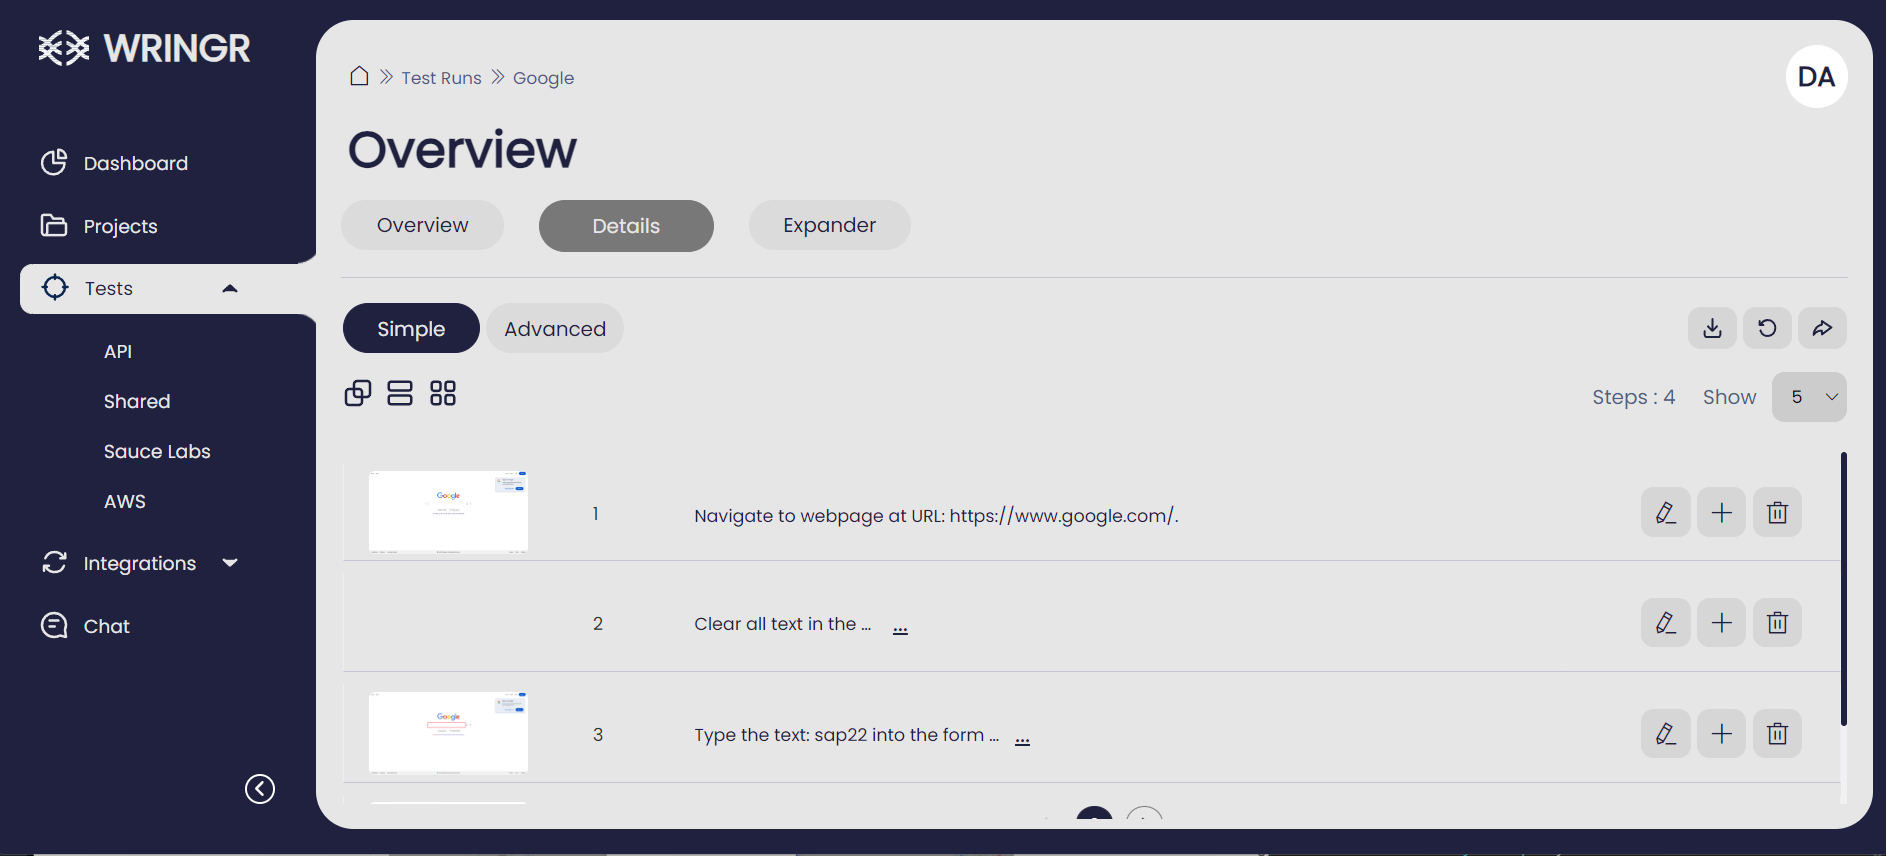 WRINGR
Dashboard
Projects
Tests
API
Shared
Sauce Labs
AWS
Integrations
Chat
Test Runs
Google
DA
Overview
Overview
Details
Expander
Simple
Advanced
Steps : 4
Show
5
Google
1
Navigate to webpage at URL: https://www.google.com/.
2
Clear all text in the ... ...
Google
3
Type the text: sap22 into the form ... ...